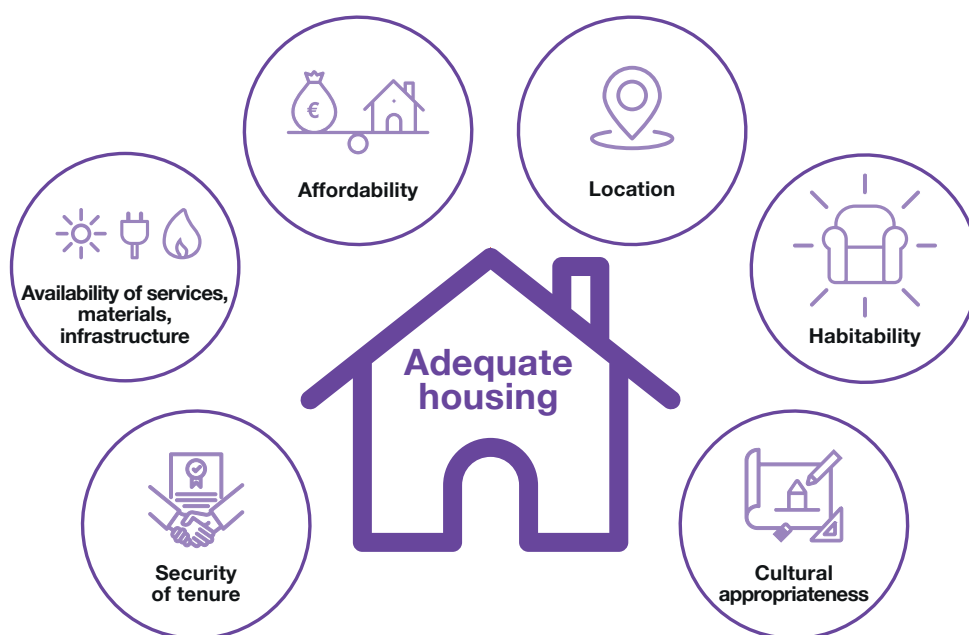 €
Affordability
Location
Availability of services,
materials,
infrastructure
Habitability
Adequate
housing
Security
of tenure
Cultural
appropriateness